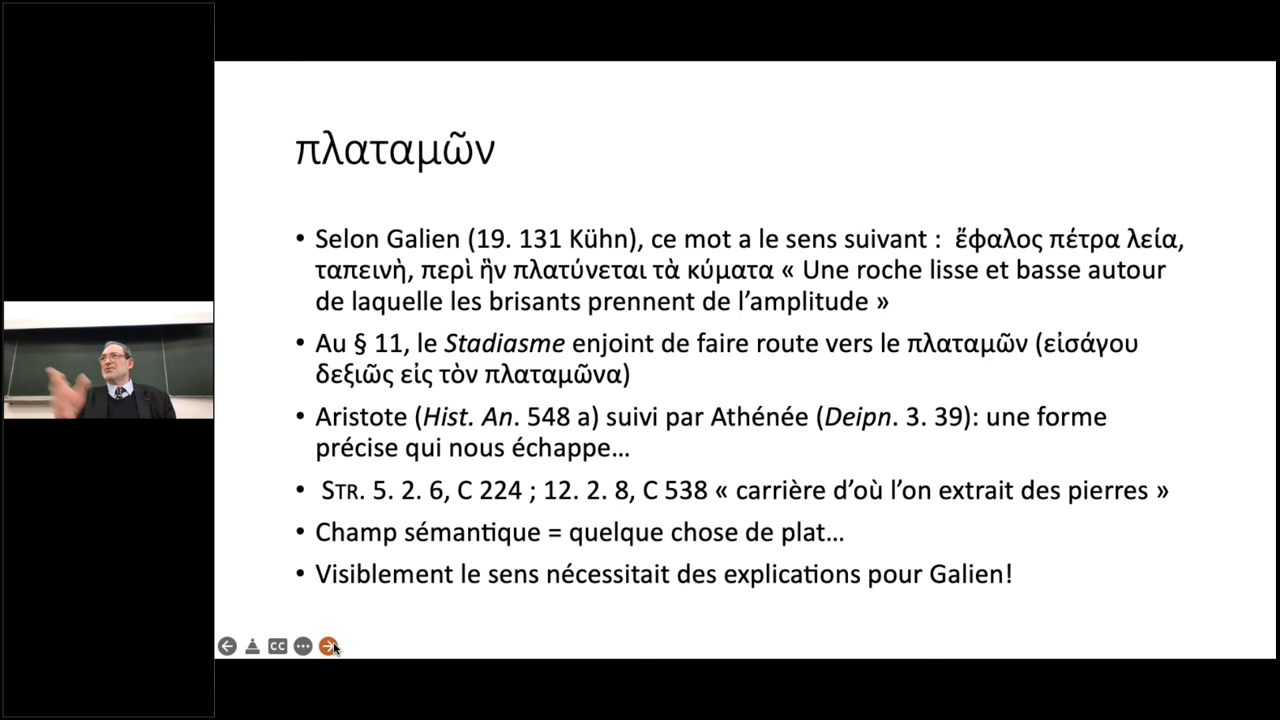 πλαταμῶν
• Selon Galien (19. 131 Kühn), ce mot a le sens suivant : ἔφαλος πέτρα λεία,
ταπεινὴ, περὶ ἣν πλατύνεται τὰ κύματα « Une roche lisse et basse autour
de laquelle les brisants prennent de l’amplitude »
• Au § 11, le Stadiasme enjoint de faire route vers le πλαταμῶν (εἰσάγου
δεξιῶς εἰς τὸν πλαταμῶνα)
• Aristote (Hist. An. 548 a) suivi par Athénée (Deipn. 3. 39): une forme
précise qui nous échappe…
• STR. 5. 2. 6, C 224 ; 12. 2. 8, C 538 « carrière d’où l’on extrait des pierres »
• Champ sémantique = quelque chose de plat…
• Visiblement le sens nécessitait des explications pour Galien!
CC